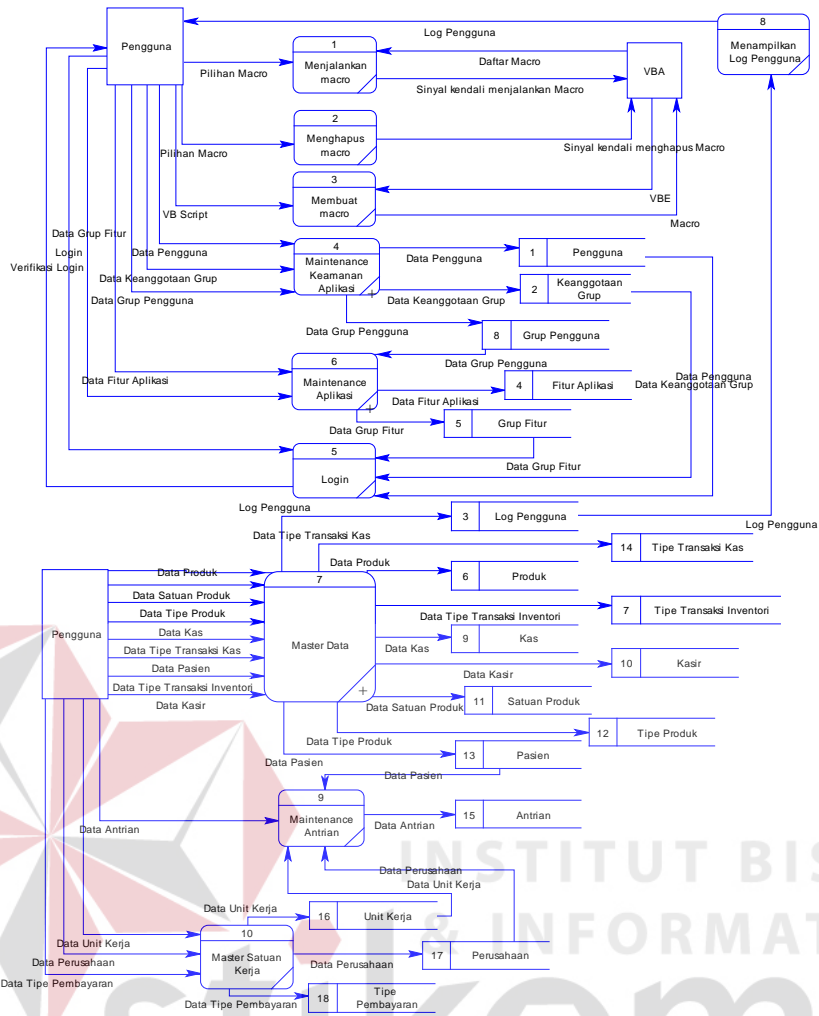 8
Menampilkan
Log Pengguna
Log Pengguna
Pengguna
1
Menjalankan
macro
Pilihan Macro
Daftar Macro
Sinyal kendali menjalankan Macro
VBA
2
Menghapus
macro
Pilihan Macro
Sinyal kendali menghapus Macro
3
Membuat
macro
VB Script
VBE
Macro
Data Grup Fitur
Login
Verifikasi Login
Data Pengguna
Data Keanggotaan Grup
Data Grup Pengguna
4
Maintenance
Keamanan
Aplikasi
Data Pengguna
1 Pengguna
Data Keanggotaan Grup
2 Keanggotaan
Grup
Data Grup Pengguna
8 Grup Pengguna
Data Grup Pengguna
Data Pengguna
Data Keanggotaan Grup
6
Maintenance
Aplikasi
Data Fitur Aplikasi
Data Fitur Aplikasi
4 Fitur Aplikasi
Data Grup Fitur
5 Grup Fitur
Data Grup Fitur
5
Login
Log Pengguna
3 Log Pengguna
Log Pengguna
Data Tipe Transaksi Kas
14 Tipe Transaksi Kas
Data Produk
6 Produk
Pengguna
Data Produk
Data Satuan Produk
Data Tipe Produk
Data Kas
Data Tipe Transaksi Kas
Data Pasien
Data Tipe Transaksi Inventori
Data Kasir
7
Master Data
Data Tipe Transaksi Inventori
7 Tipe Transaksi Inventori
Data Kas
9 Kas
Data Kasir
10 Kasir
Data Satuan Produk
11 Satuan Produk
Data Tipe Produk
12 Tipe Produk
Data Pasien
13 Pasien
Data Pasien
9
Maintenance
Antrian
Data Antrian
Data Antrian
15 Antrian
Data Perusahaan
Data Unit Kerja
INSTITUT BIS
& INFORMAT
stikom
Data Unit Kerja
16 Unit Kerja
10
Master Satuan
Kerja
Data Unit Kerja
Data Perusahaan
Data Tipe Pembayaran
Data Perusahaan
17 Perusahaan
Data Tipe Pembayaran
18 Tipe
Pembayaran